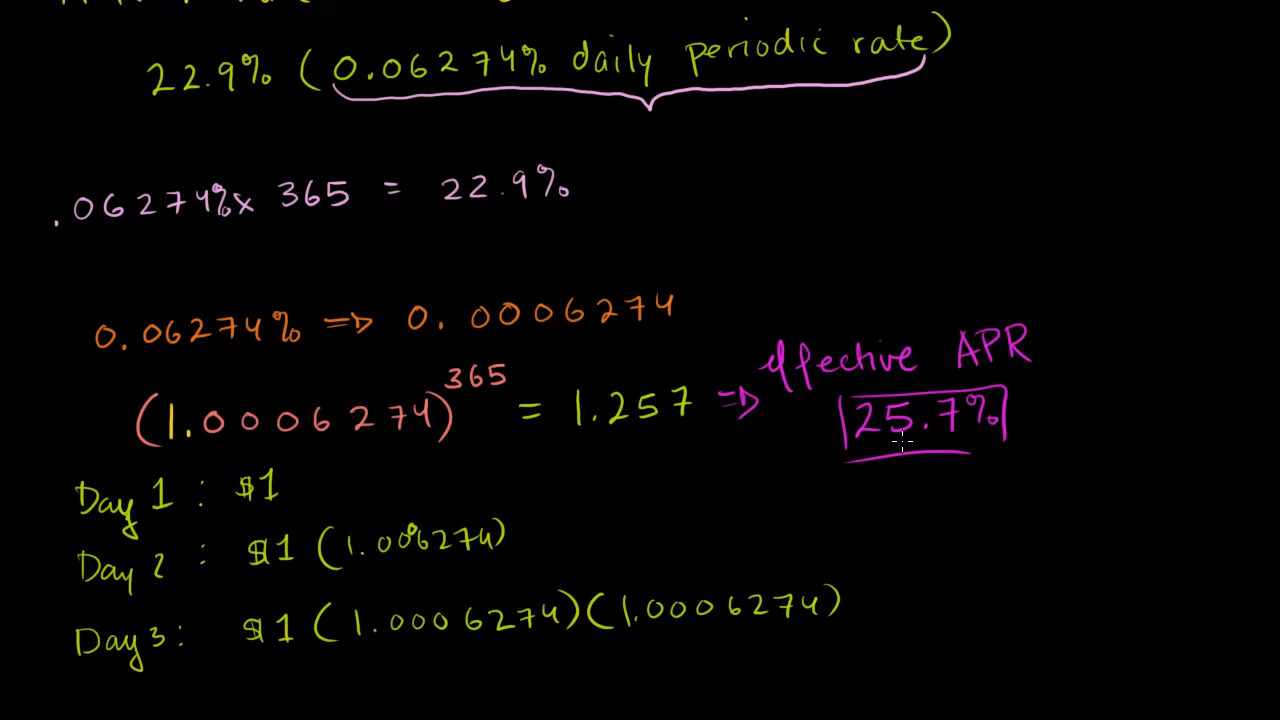 22.9% (0.06274% daily periodic rate)
.06274% x 365 = 22.9%
0.06274% => 0.0006274
(1.0006274)^365 = 1.257 => effective APR
25.7%
Day 1 : $1
Day 2 : $1 (1.0006274)
Day 3 : $1 (1.0006274)(1.0006274)